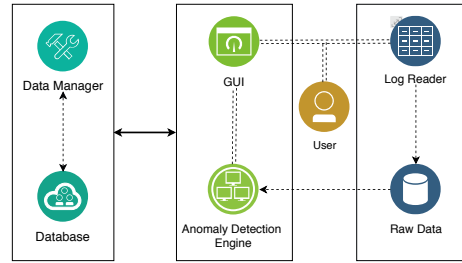 Data Manager
Database
GUI
Anomaly Detection
Engine
User
Log Reader
Raw Data